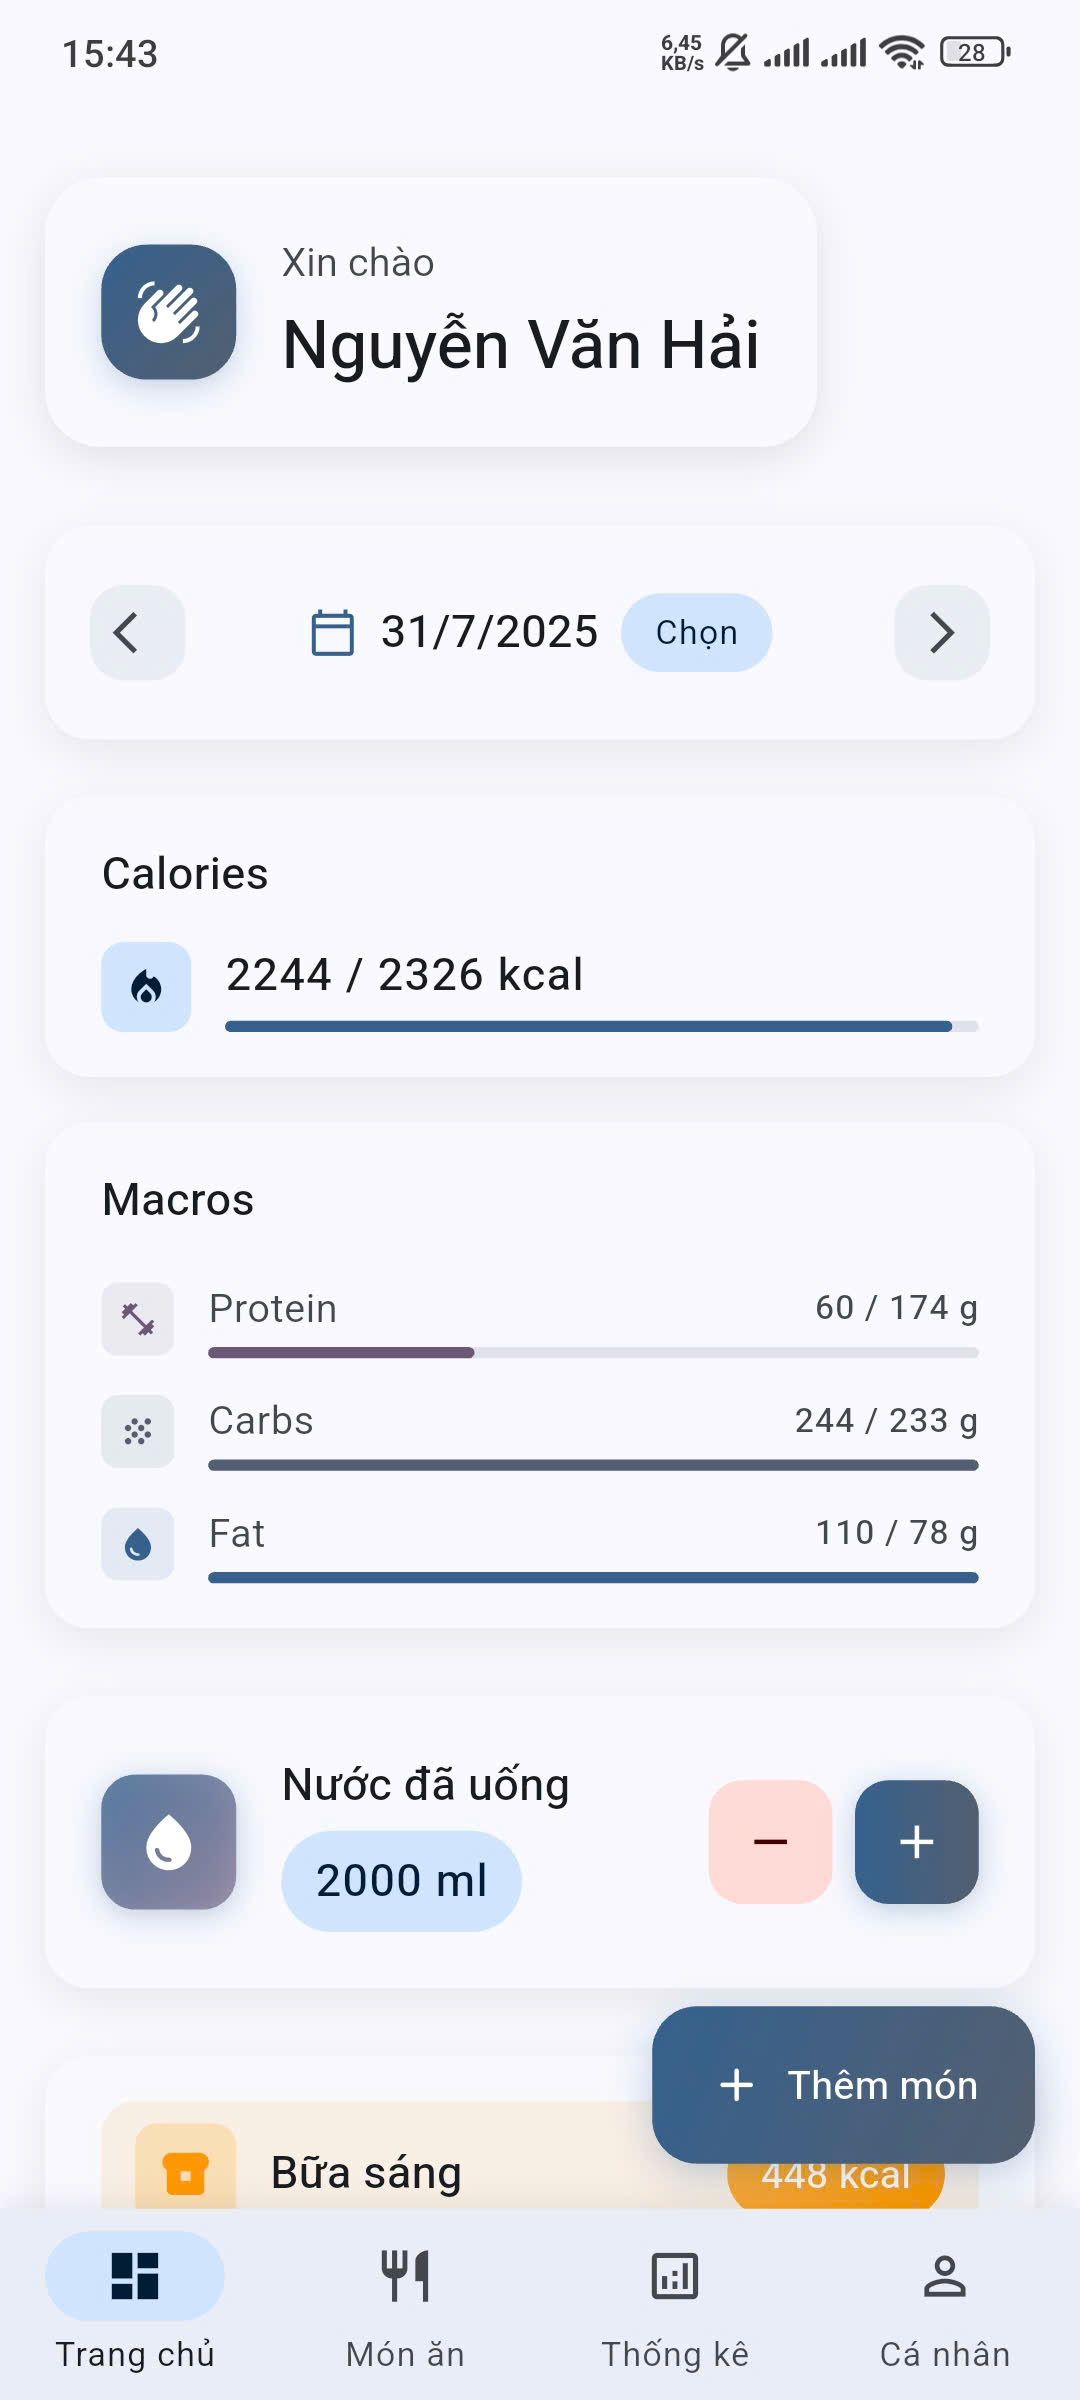 15:43
6,45 KB/s
28
Xin chào
Nguyễn Văn Hải
31/7/2025 Chọn
Calories
2244 / 2326 kcal
Macros
Protein 60 / 174 g
Carbs 244 / 233 g
Fat 110 / 78 g
Nước đã uống
2000 ml
Thêm món
Bữa sáng 448 kcal
Trang chủ Món ăn Thống kê Cá nhân